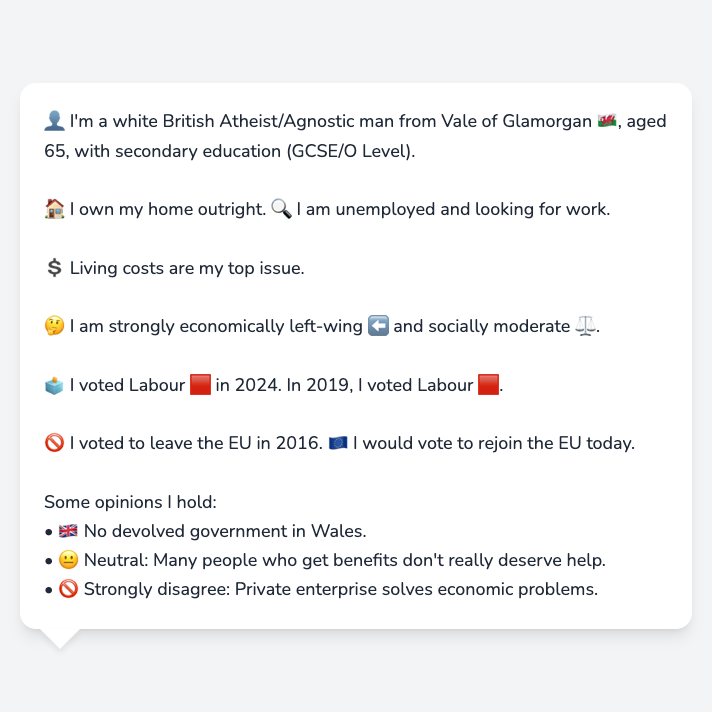 👤 I'm a white British Atheist/Agnostic man from Vale of Glamorgan 🏴󠁧󠁢󠁷󠁬󠁳󠁿, aged
65, with secondary education (GCSE/O Level).
🏠 I own my home outright. 🔍 I am unemployed and looking for work.
💲 Living costs are my top issue.
🤔 I am strongly economically left-wing ⬅️ and socially moderate ⚖️.
🗳️ I voted Labour 🟥 in 2024. In 2019, I voted Labour 🟥.
🚫 I voted to leave the EU in 2016. 🇪🇺 I would vote to rejoin the EU today.
Some opinions I hold:
• 🇬🇧 No devolved government in Wales.
• 😐 Neutral: Many people who get benefits don't really deserve help.
• 🚫 Strongly disagree: Private enterprise solves economic problems.